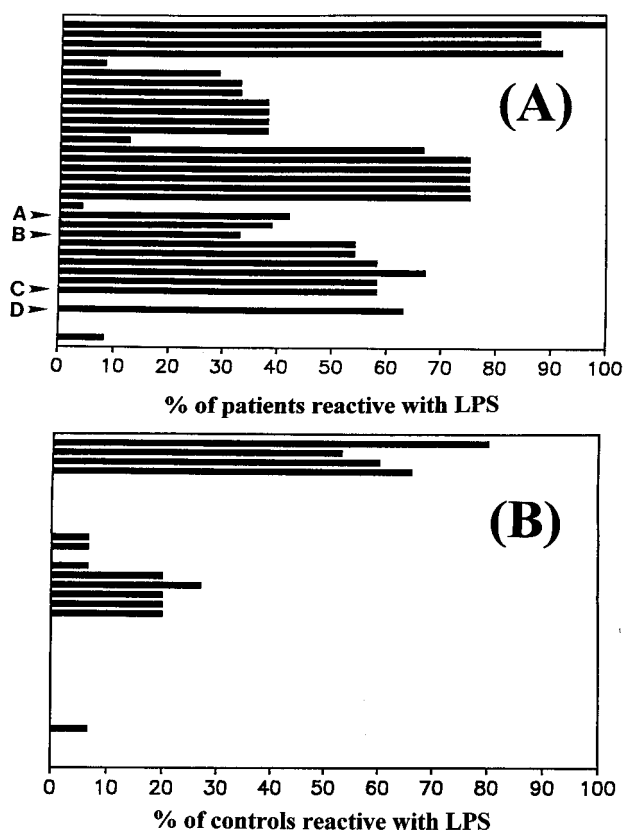 (A)
A
B
C
D
0 10 20 30 40 50 60 70 80 90 100
% of patients reactive with LPS
(B)
0 10 20 30 40 50 60 70 80 90 100
% of controls reactive with LPS